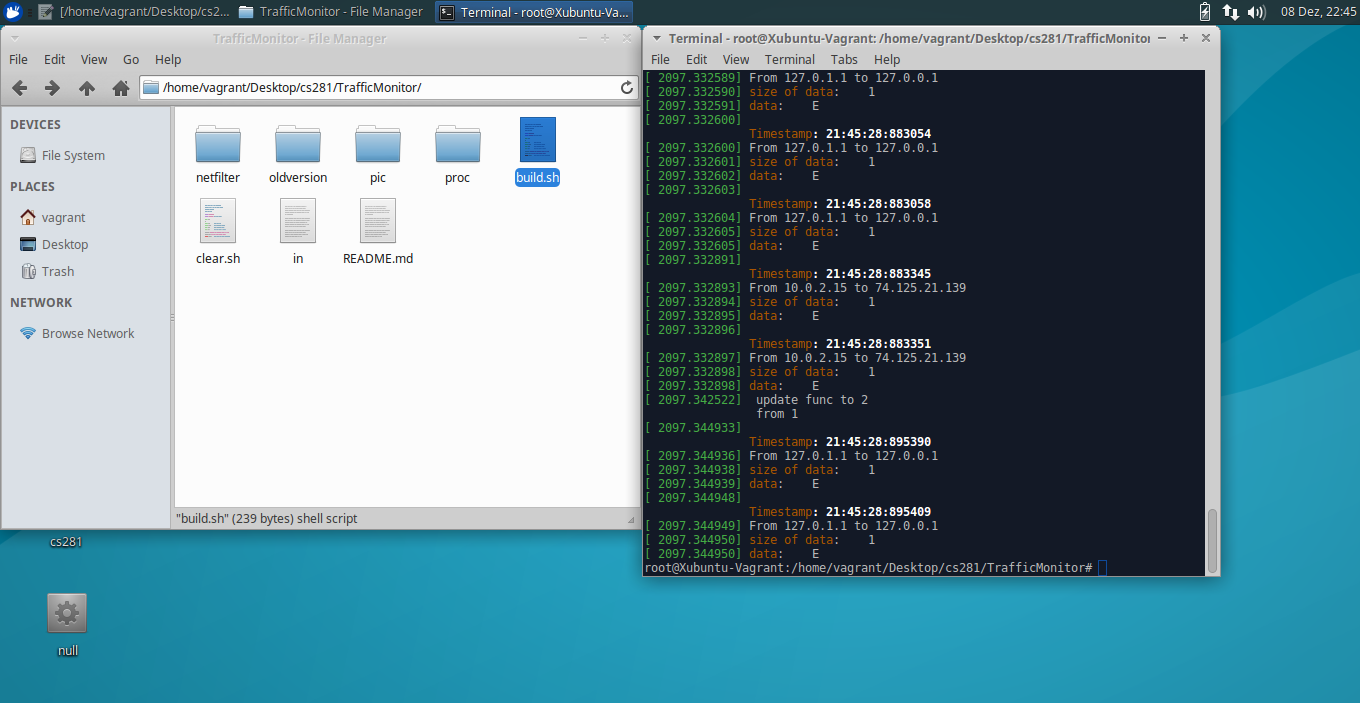 [/home/vagrant/Desktop/cs2...
TrafficMonitor - File Manager
Terminal - root@Xubuntu-Va...
08 Dez, 22:45
TrafficMonitor - File Manager
File Edit View Go Help
/home/vagrant/Desktop/cs281/TrafficMonitor/
DEVICES
File System
PLACES
vagrant
Desktop
Trash
NETWORK
Browse Network
netfilter oldversion pic proc build.sh
clear.sh in README.md
"build.sh" (239 bytes) shell script
cs281
null
Terminal - root@Xubuntu-Vagrant: /home/vagrant/Desktop/cs281/TrafficMonitor
File Edit View Terminal Tabs Help
[ 2097.332589] From 127.0.1.1 to 127.0.0.1
[ 2097.332590] size of data: 1
[ 2097.332591] data: E
[ 2097.332600]
Timestamp: 21:45:28:883054
[ 2097.332600] From 127.0.1.1 to 127.0.0.1
[ 2097.332601] size of data: 1
[ 2097.332602] data: E
[ 2097.332603]
Timestamp: 21:45:28:883058
[ 2097.332604] From 127.0.1.1 to 127.0.0.1
[ 2097.332605] size of data: 1
[ 2097.332605] data: E
[ 2097.332891]
Timestamp: 21:45:28:883345
[ 2097.332893] From 10.0.2.15 to 74.125.21.139
[ 2097.332894] size of data: 1
[ 2097.332895] data: E
[ 2097.332896]
Timestamp: 21:45:28:883351
[ 2097.332897] From 10.0.2.15 to 74.125.21.139
[ 2097.332898] size of data: 1
[ 2097.332898] data: E
[ 2097.342522] update func to 2
from 1
[ 2097.344933]
Timestamp: 21:45:28:895390
[ 2097.344936] From 127.0.1.1 to 127.0.0.1
[ 2097.344938] size of data: 1
[ 2097.344939] data: E
[ 2097.344948]
Timestamp: 21:45:28:895409
[ 2097.344949] From 127.0.1.1 to 127.0.0.1
[ 2097.344950] size of data: 1
[ 2097.344950] data: E
root@Xubuntu-Vagrant:/home/vagrant/Desktop/cs281/TrafficMonitor#